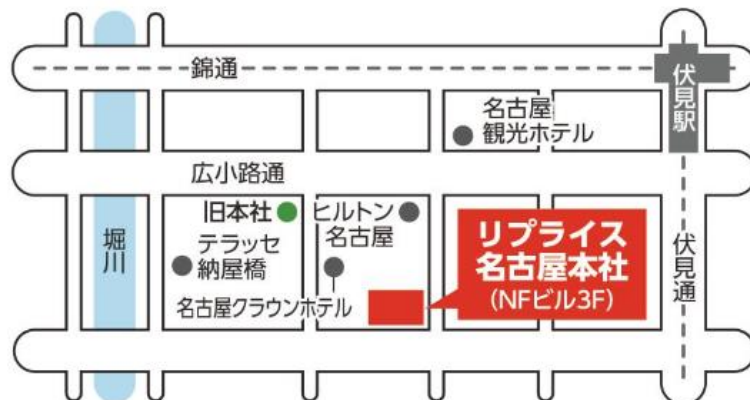 錦通
伏見駅
名古屋
観光ホテル
広小路通
旧本社
ヒルトン
名古屋
テラッセ
納屋橋
名古屋クラウンホテル
リプライス
名古屋本社
(NFビル3F)
堀川
伏見通